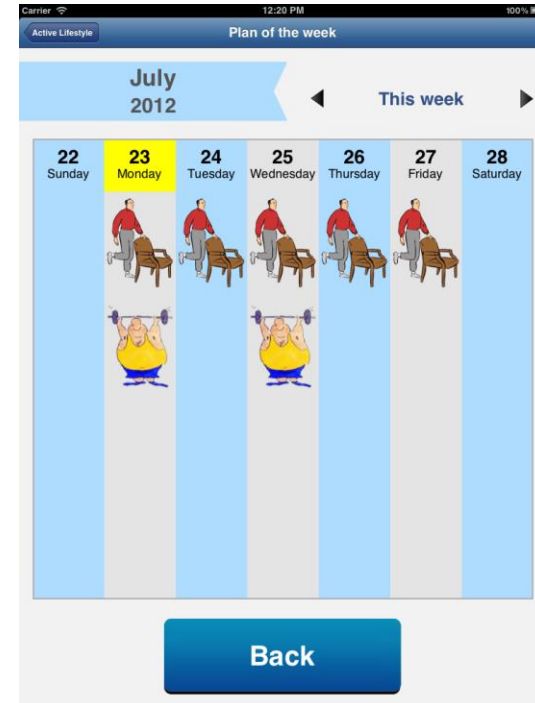 Carrier 12:20 PM 100%
Active Lifestyle Plan of the week
July
2012
This week
22 23 24 25 26 27 28
Sunday Monday Tuesday Wednesday Thursday Friday Saturday
Back